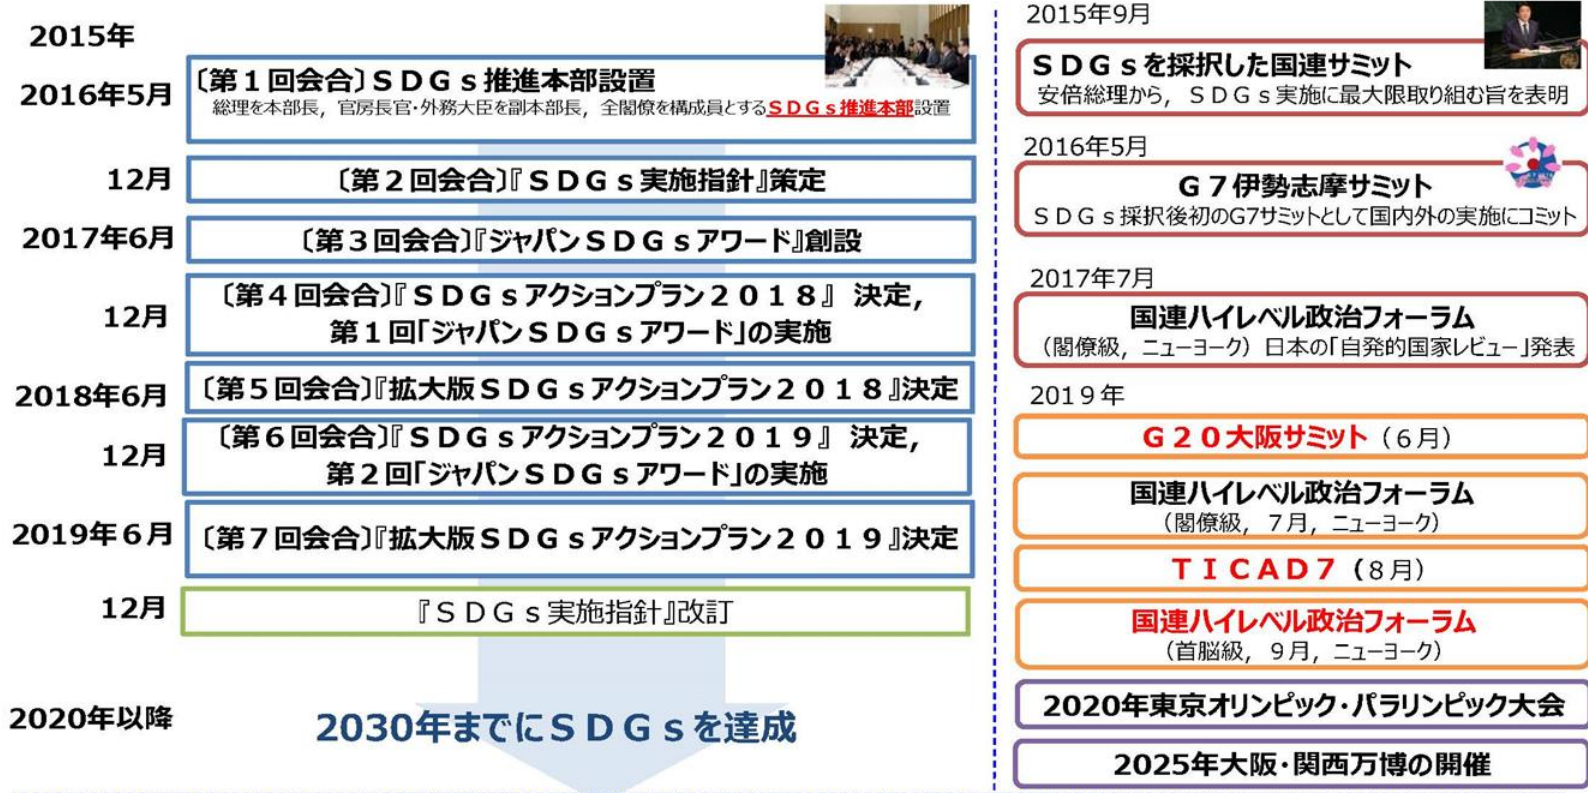 2015年
2016年5月
〔第１回会合〕ＳＤＧｓ推進本部設置
総理を本部長，官房長官・外務大臣を副本部長，全閣僚を構成員とするＳＤＧｓ推進本部設置
12月
〔第２回会合〕『ＳＤＧｓ実施指針』策定
2017年6月
〔第３回会合〕『ジャパンＳＤＧｓアワード』創設
12月
〔第４回会合〕『ＳＤＧｓアクションプラン２０１８』 決定，
第１回「ジャパンＳＤＧｓアワード」の実施
2018年6月
〔第５回会合〕『拡大版ＳＤＧｓアクションプラン２０１８』決定
12月
〔第６回会合〕『ＳＤＧｓアクションプラン２０１９』 決定，
第２回「ジャパンＳＤＧｓアワード」の実施
2019年６月
〔第７回会合〕『拡大版ＳＤＧｓアクションプラン２０１９』決定
12月
『ＳＤＧｓ実施指針』改訂
2020年以降
2030年までにＳＤＧｓを達成
2015年9月
ＳＤＧｓを採択した国連サミット
安倍総理から，ＳＤＧｓ実施に最大限取り組む旨を表明
2016年5月
Ｇ７伊勢志摩サミット
ＳＤＧｓ採択後初のG7サミットとして国内外の実施にコミット
2017年7月
国連ハイレベル政治フォーラム
（閣僚級，ニューヨーク）日本の「自発的国家レビュー」発表
2019年
Ｇ２０大阪サミット（６月）
国連ハイレベル政治フォーラム
（閣僚級，７月，ニューヨーク）
ＴＩＣＡＤ７（８月）
国連ハイレベル政治フォーラム
（首脳級，９月，ニューヨーク）
2020年東京オリンピック・パラリンピック大会
2025年大阪・関西万博の開催